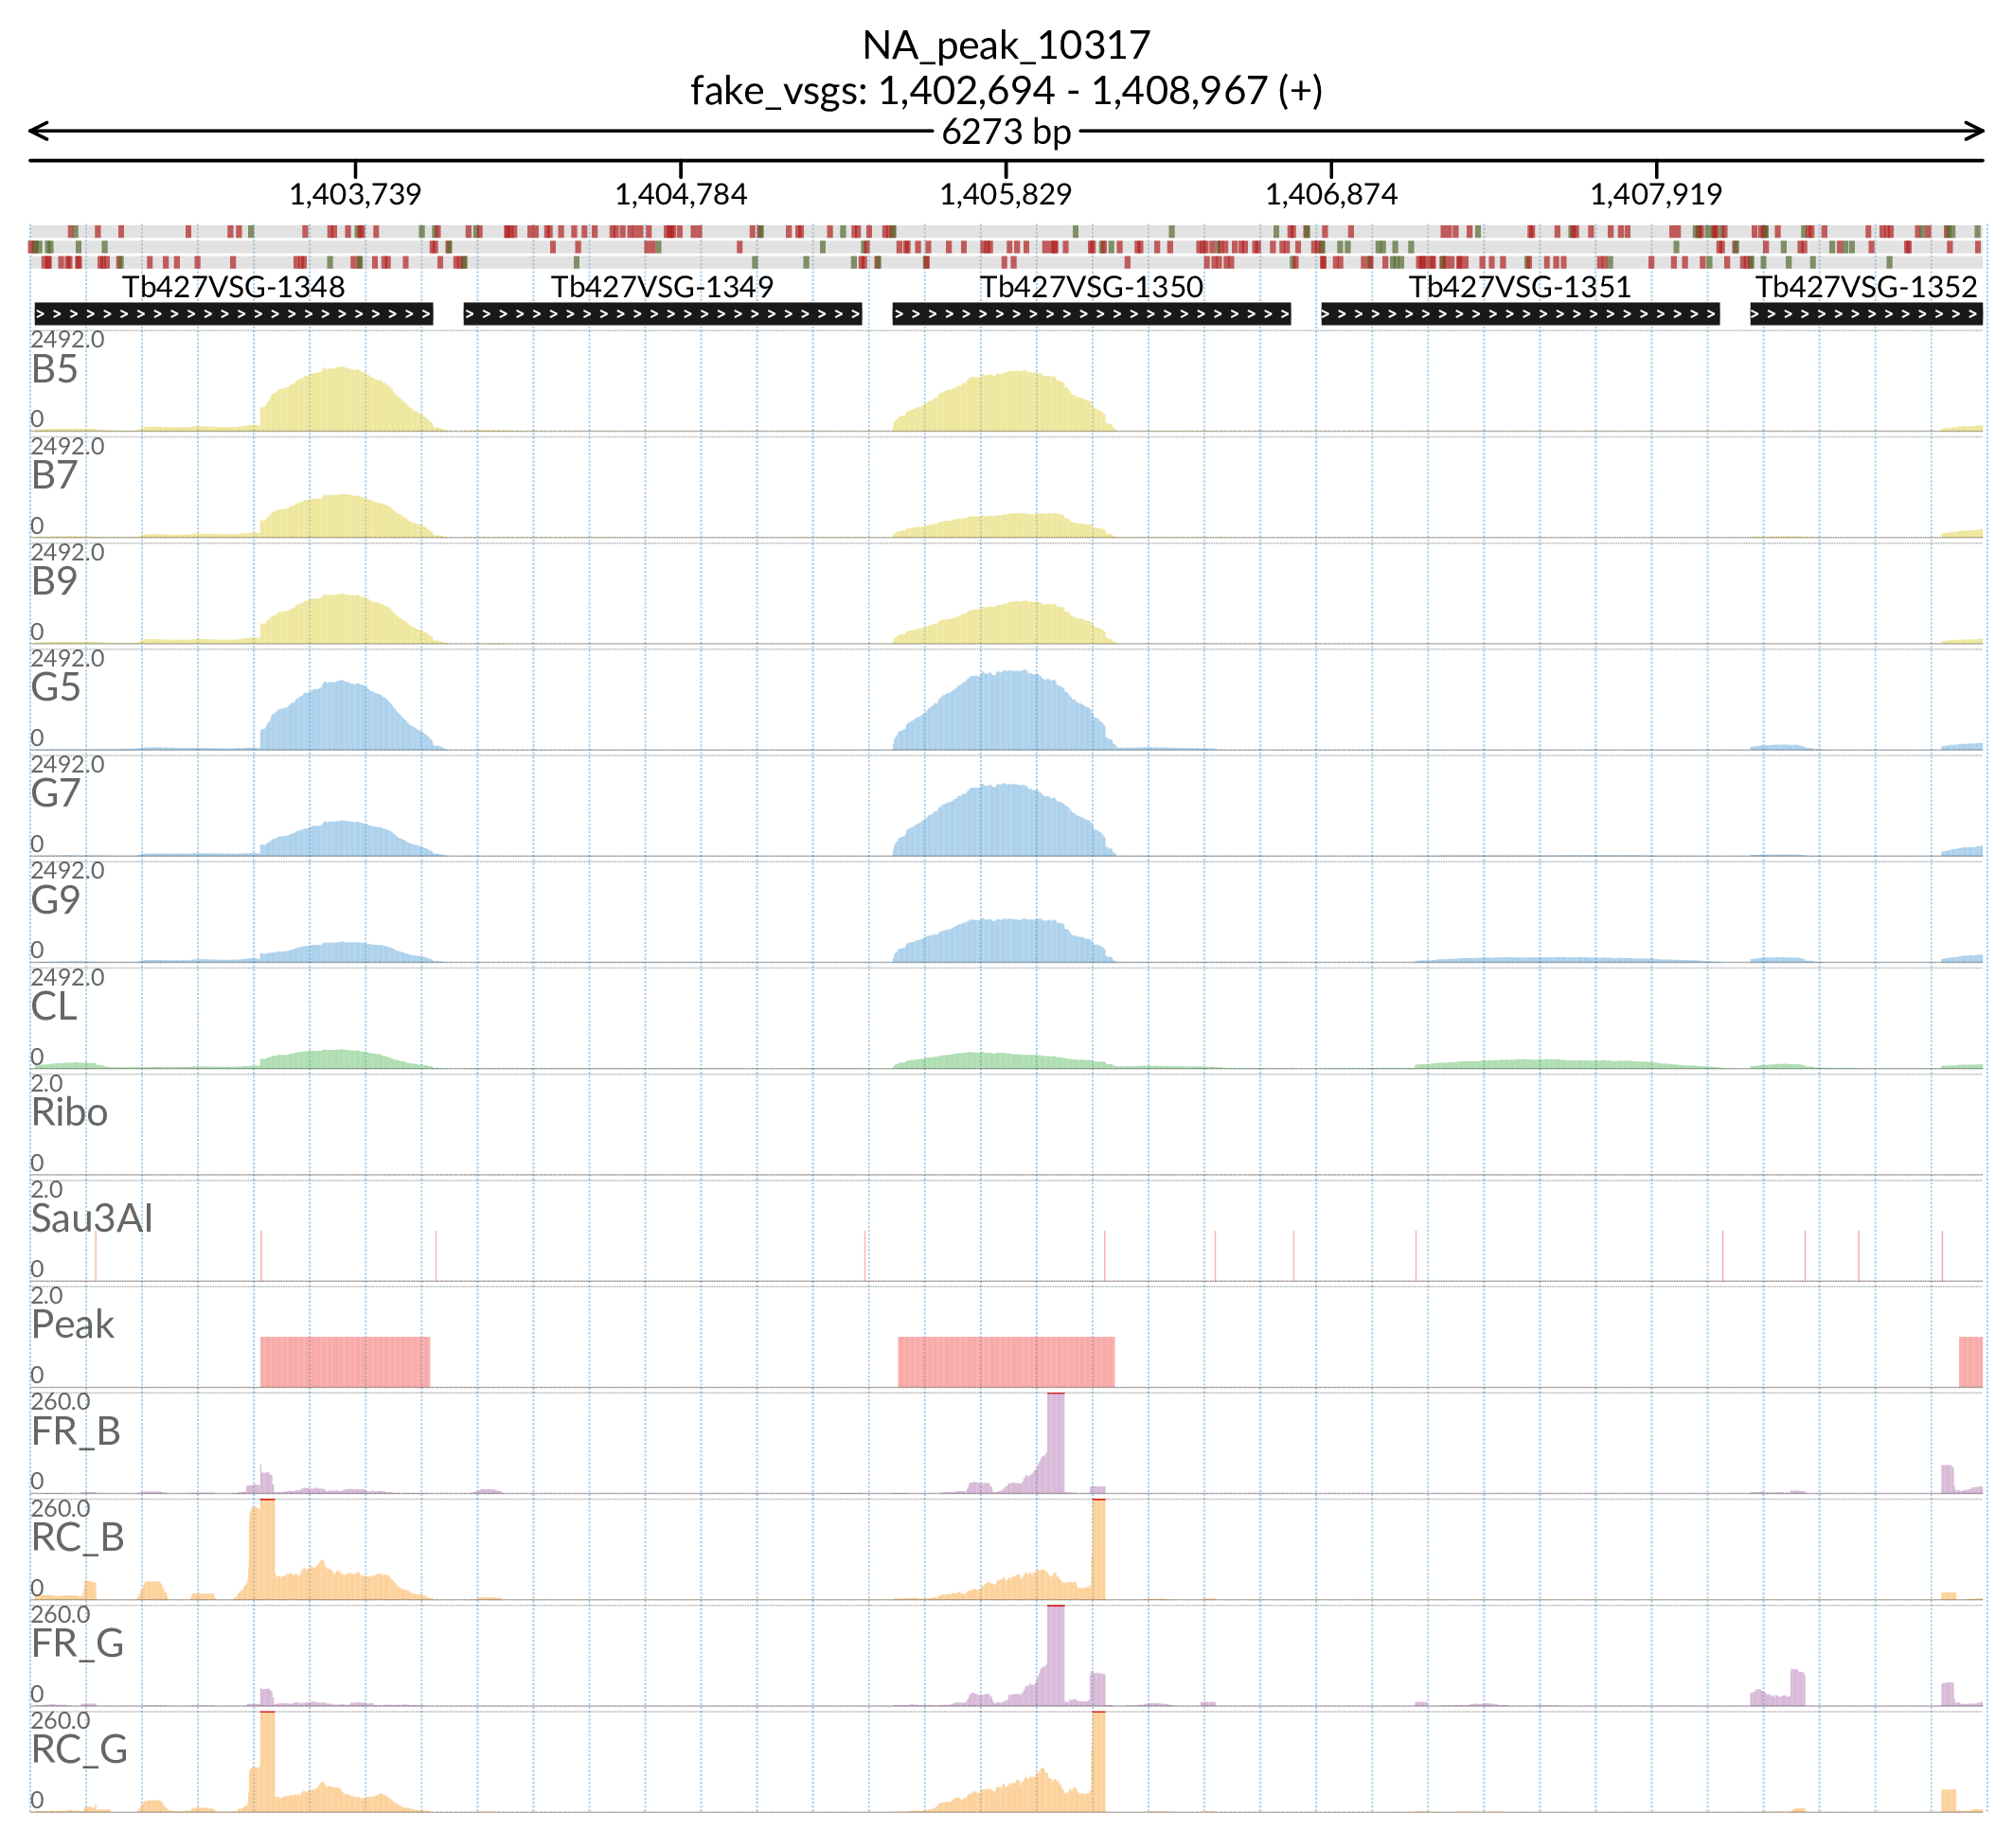 NA_peak_10317
fake_vsgs: 1,402,694 - 1,408,967 (+)
6273 bp
1,403,739 1,404,784 1,405,829 1,406,874 1,407,919
Tb427VSG-1348 Tb427VSG-1349 Tb427VSG-1350 Tb427VSG-1351 Tb427VSG-1352
2492.0
B5
0
2492.0
B7
0
2492.0
B9
0
2492.0
G5
0
2492.0
G7
0
2492.0
G9
0
2492.0
CL
0
2.0
Ribo
0
2.0
Sau3AI
0
2.0
Peak
0
260.0
FR_B
0
260.0
RC_B
0
260.0
FR_G
0
260.0
RC_G
0